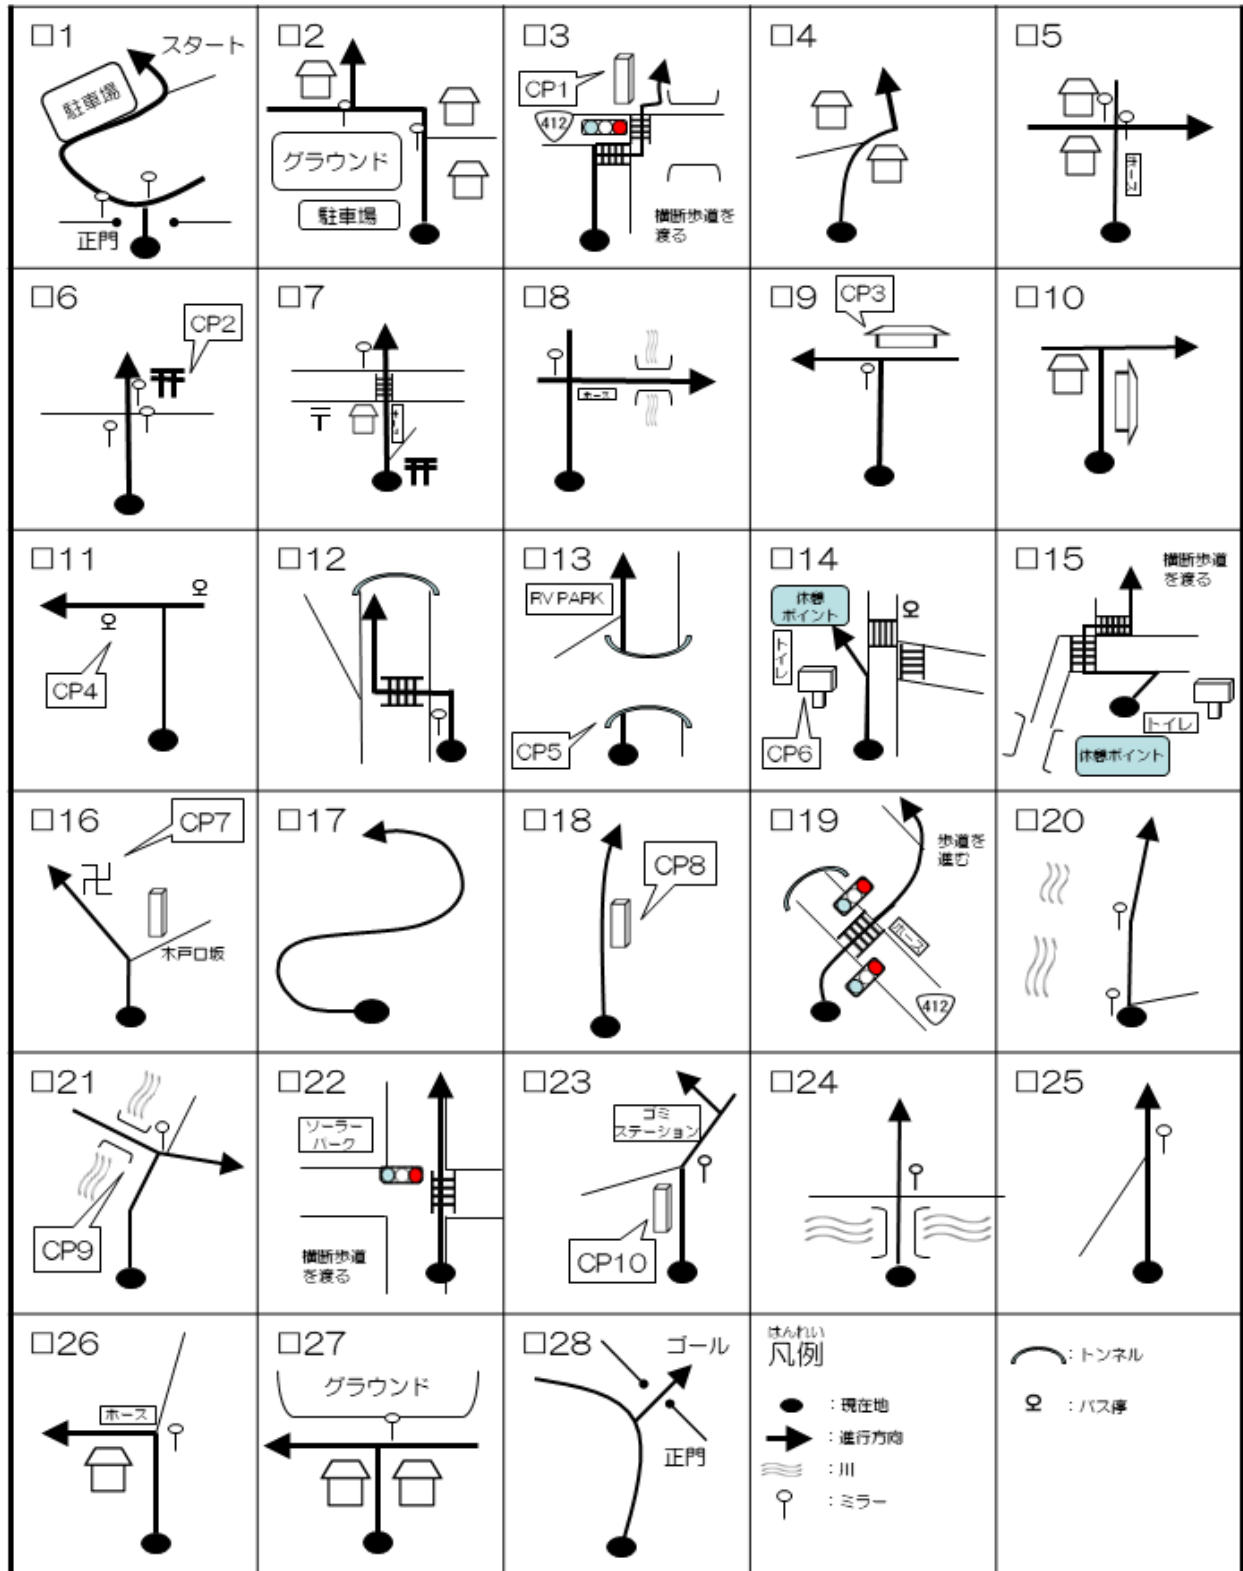 □1
スタート
駐車場
正門
□2
グラウンド
駐車場
□3
CP1
412
横断歩道を
渡る
□4
□5
ホース
□6
CP2
□7
〒
□8
ホース
□9
CP3
□10
□11
CP4
□12
□13
RV PARK
CP5
□14
休憩
ポイント
トイレ
CP6
□15
横断歩道
を渡る
トイレ
休憩ポイント
□16
CP7
卍
木戸口坂
□17
□18
CP8
□19
歩道を
進む
ホース
412
□20
□21
CP9
□22
ソーラー
パーク
横断歩道
を渡る
□23
ゴミ
ステーション
CP10
□24
□25
□26
ホース
□27
グラウンド
□28
ゴール
正門
はんれい
凡例
：現在地
：進行方向
：川
：ミラー
：トンネル
：バス停